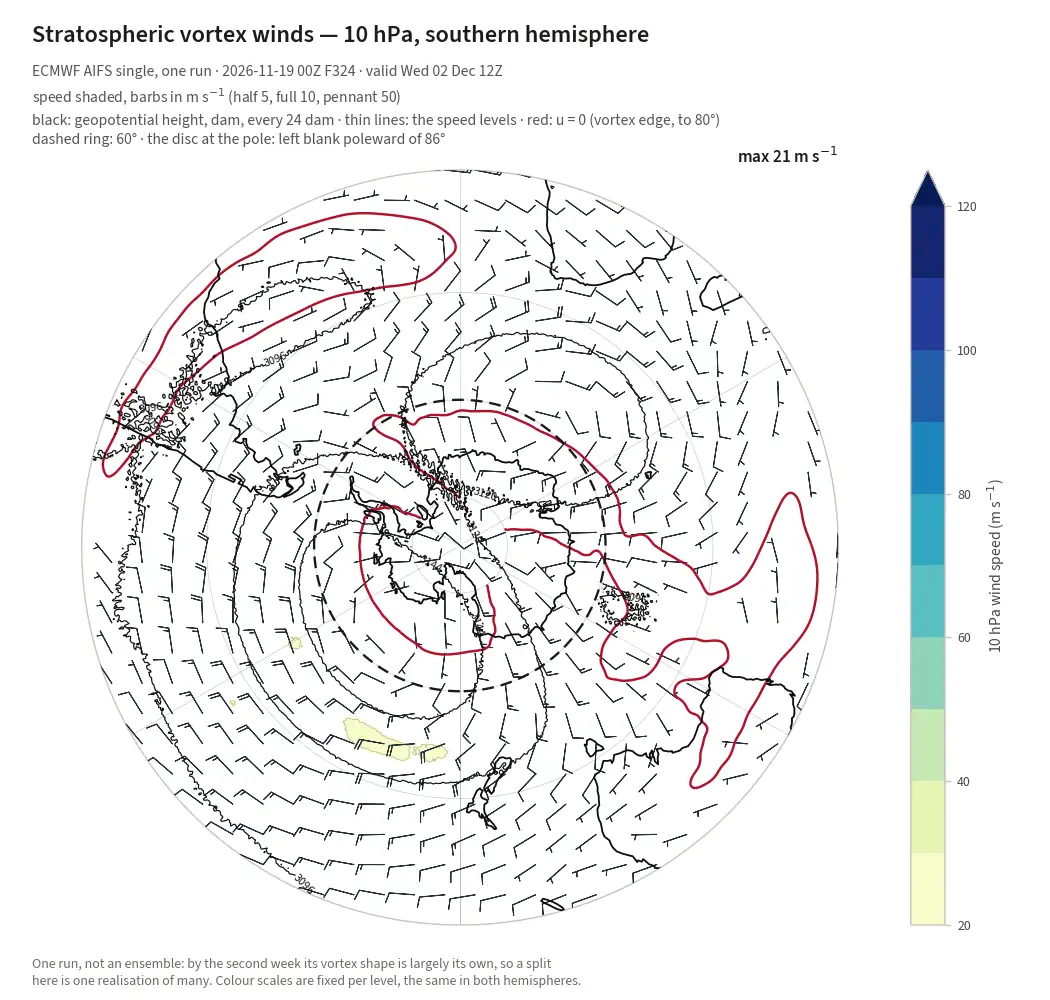 Stratospheric vortex winds — 10 hPa, southern hemisphere
ECMWF AIFS single, one run · 2026-11-19 00Z F324 · valid Wed 02 Dec 12Z
speed shaded, barbs in m s⁻¹ (half 5, full 10, pennant 50)
black: geopotential height, dam, every 24 dam · thin lines: the speed levels · red: u = 0 (vortex edge, to 80°)
dashed ring: 60° · the disc at the pole: left blank poleward of 86°
max 21 m s⁻¹
120
100
80
60
40
20
10 hPa wind speed (m s⁻¹)
3096
3096
One run, not an ensemble: by the second week its vortex shape is largely its own, so a split
here is one realisation of many. Colour scales are fixed per level, the same in both hemispheres.